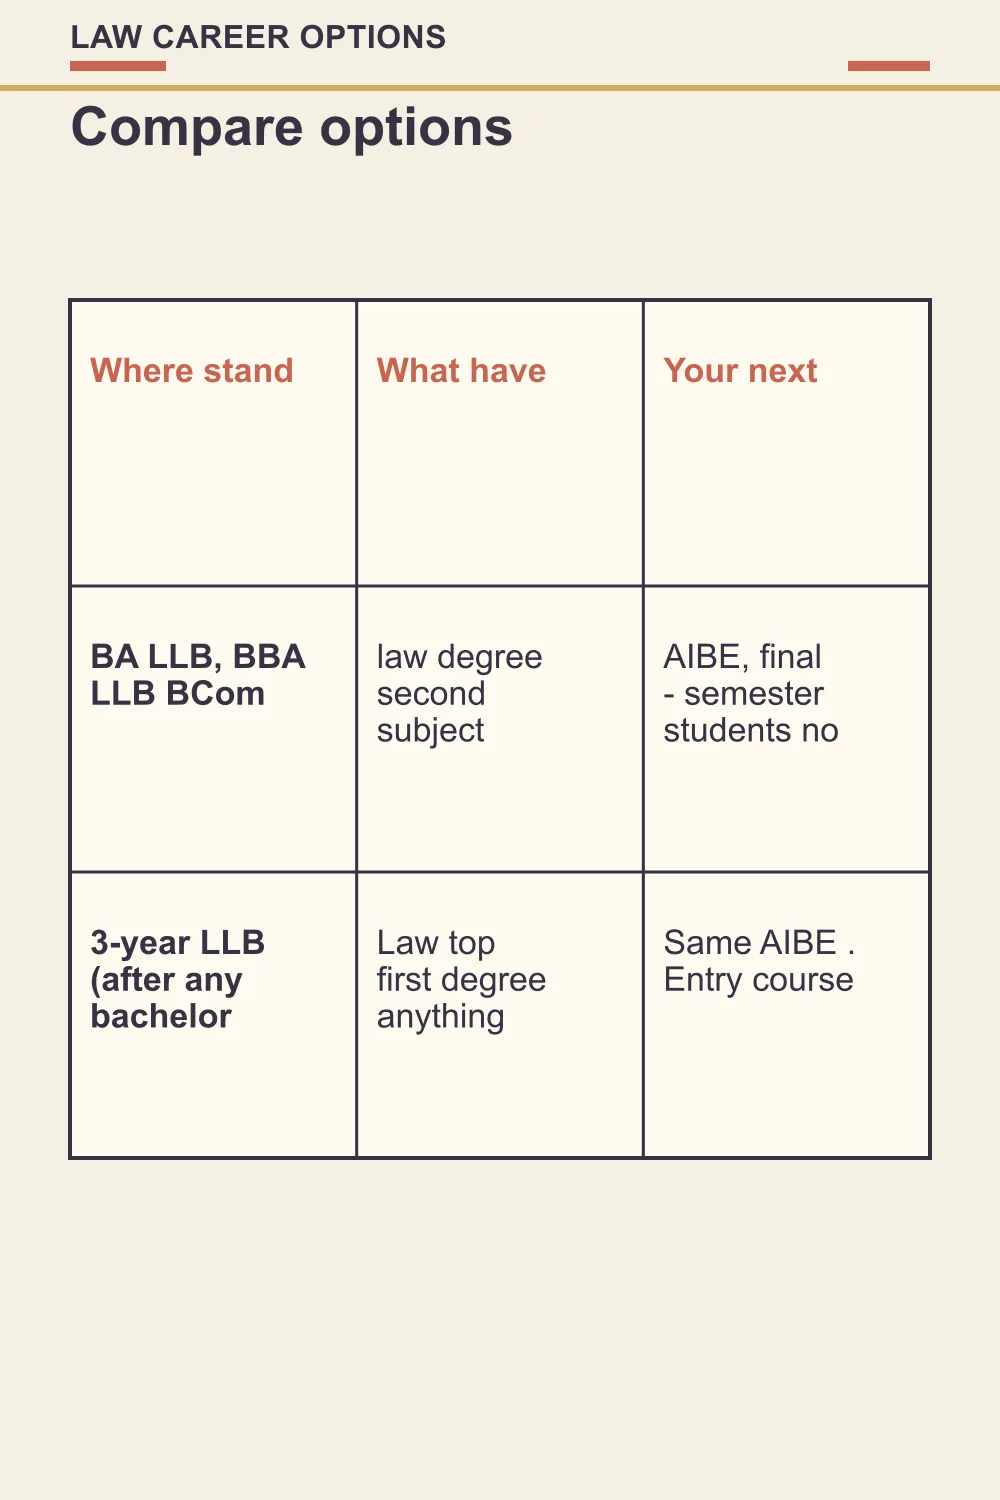 LAW CAREER OPTIONS
Compare options
Where stand
What have
Your next
BA LLB, BBA
LLB BCom
law degree
second
subject
AIBE, final
- semester
students no
3-year LLB
(after any
bachelor
Law top
first degree
anything
Same AIBE .
Entry course